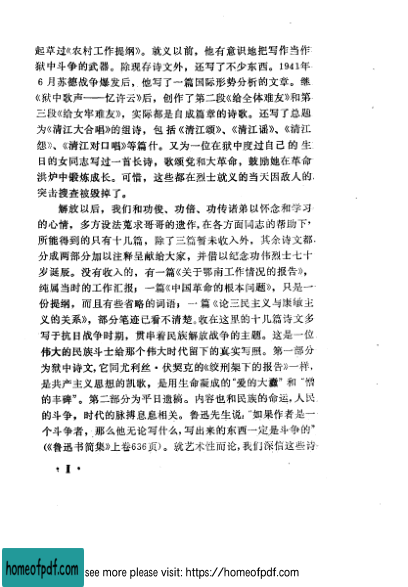 起草过《农村工作提纲》。就义以前，他有意识地把写作当作
狱中斗争的武器。除现存诗文外，还写了不少东西。1941年
6月苏德战争爆发后，他写了一篇国际形势分析的文章。继
《狱中歌声——忆许云》后，创作了第二段《给全体难友》和第
三段《给女牢难友》，实际都是自成篇章的诗歌。还写了总题
为《清江大合唱》的组诗，包括《清江颂》、《清江谣》、《清江
怨》、《清江对口唱》等篇什。又为一位在狱中度过自己的生
日的女同志写过一首长诗，歌颂党和大革命，鼓励她在革命
洪炉中锻炼成长。可惜，这些都在烈士就义的当天因敌人的
突击搜查被毁掉了。
解放以后，我们和功俊、功倍、功传诸弟以怀念和学习
的心情，多方设法蒐求哥哥的遗作，在各方面同志的帮助下，
所能得到的只有十几篇，除了三篇暂未收入外，其余诗文都
分成两部分加以注释呈献给大家，并借以纪念功伟烈士七十
岁诞辰。没有收入的，有一篇《关于鄂南工作情况的报告》，
纯属当时的工作汇报；一篇《中国革命的根本问题》，只是一
份提纲，而且有些省略的词语；一篇《论三民主义与康敏主
义的关系》，部分笔迹已看不清楚。收在这里的十几篇诗文多
写于抗日战争时期，贯串着民族解放战争的主题。这是一位
伟大的民族斗士给那个伟大时代留下的真实写照。第一部分
为狱中诗文，它同尤利丝·伏契克的《绞刑架下的报告》一样，
是共产主义思想的凯歌，是用生命凝成的“爱的大纛”和“憎
的丰碑”。第二部分为平日遗稿。内容也和民族的命运，人民
的斗争，时代的脉搏息息相关。鲁迅先生说：“如果作者是一
个斗争者，那么他无论写什么，写出来的东西一定是斗争的”
（《鲁迅书简集》上卷636页）。就艺术性而论，我们深信这些诗
·Ⅱ·
homeofpdf.com
see more please visit: https://homeofpdf.com